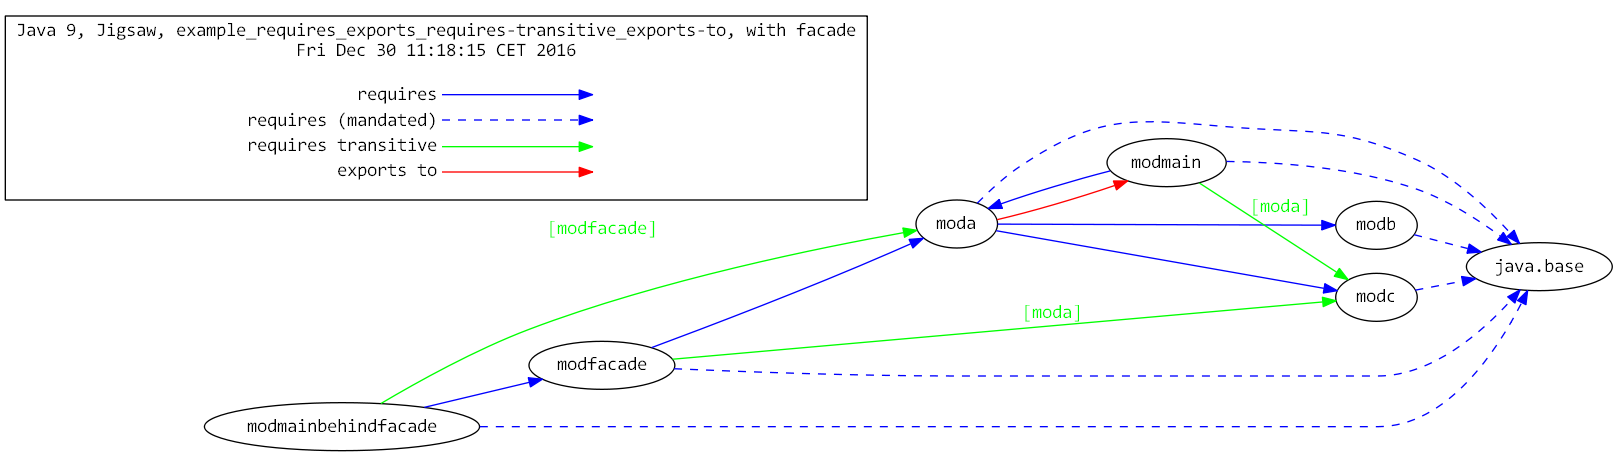 Java 9, Jigsaw, example_requires_exports_requires-transitive_exports-to, with facade
Fri Dec 30 11:18:15 CET 2016
requires
requires (mandated)
requires transitive
exports to
modmain
[moda]
[modfacade]
moda
modb
java.base
modc
[moda]
modfacade
modmainbehindfacade